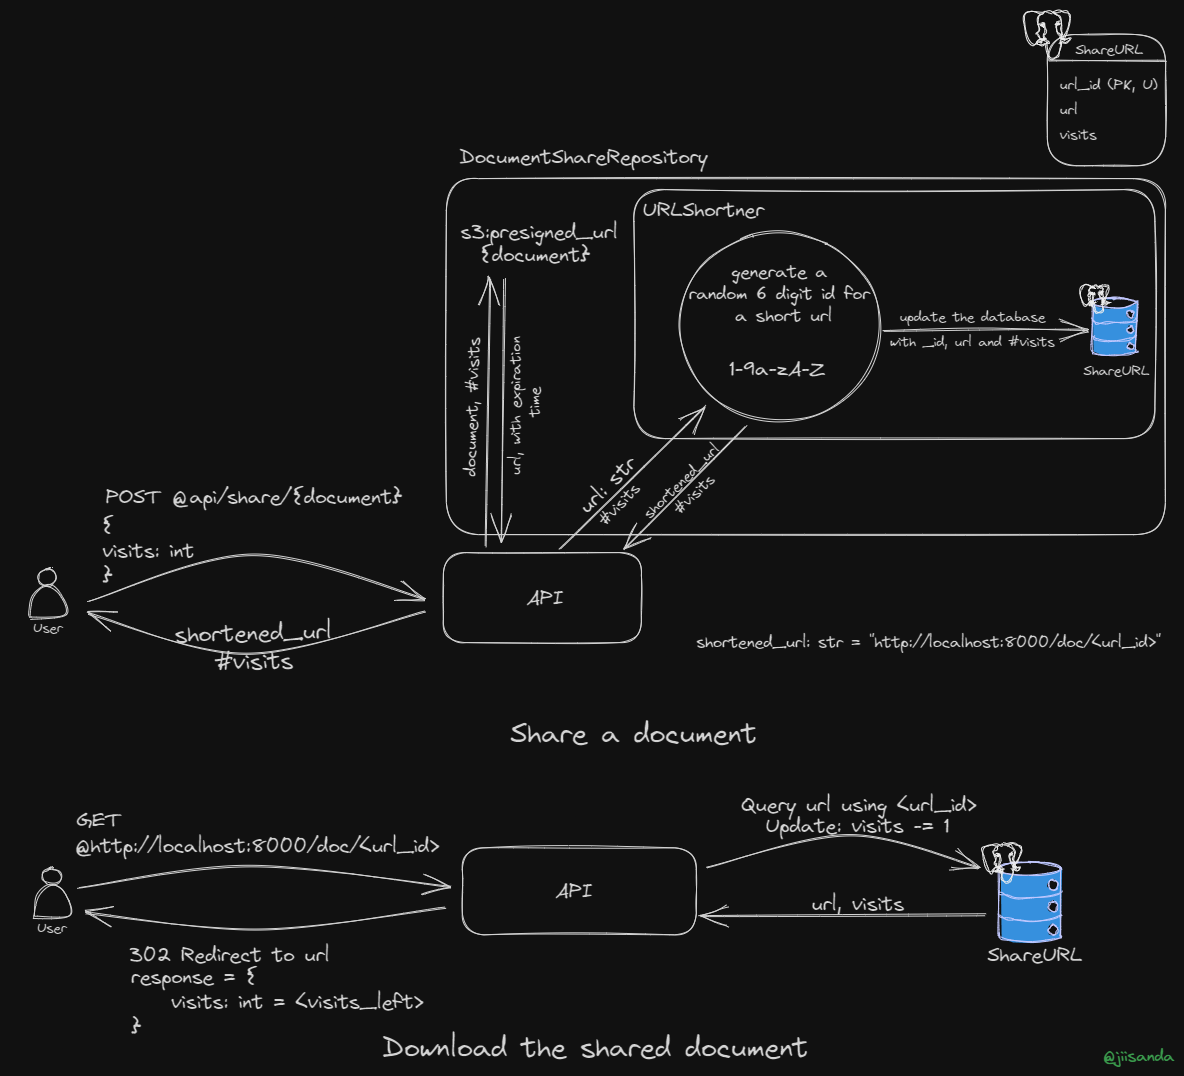 ShareURL
url_id (PK, U)
url
visits
DocumentShareRepository
URLShortner
s3:presigned_url
{document}
generate a
random 6 digit id for
a short url
1-9a-zA-Z
update the database
with _id, url and #visits
ShareURL
document, #visits
url, with expiration
time
url: str
#visits
shortened_url
#visits
POST @api/share/{document}
{
visits: int
}
User
API
shortened_url
#visits
shortened_url: str = "http://localhost:8000/doc/<url_id>"
Share a document
GET
@http://localhost:8000/doc/<url_id>
User
API
Query url using <url_id>
Update: visits -= 1
url, visits
ShareURL
302 Redirect to url
response = {
visits: int = <visits_left>
}
Download the shared document
@jiisanda